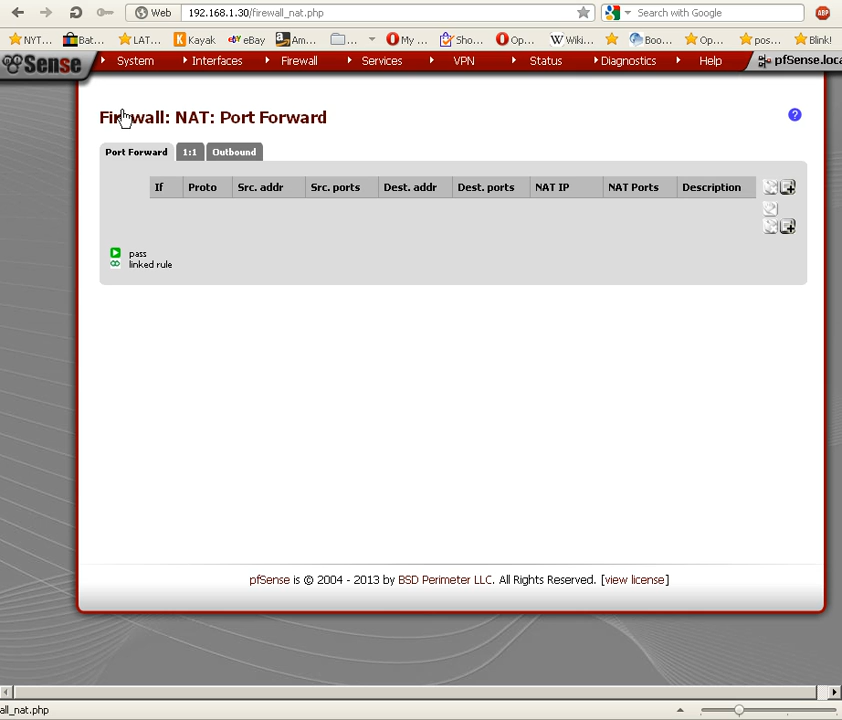 Web 192.168.1.30/firewall_nat.php Search with Google ABP
NYT... Bat... LAT... Kayak eBay Am... ... My ... Sho... Op... Wiki... Boo... Op... pos... Blink!
Sense System Interfaces Firewall Services VPN Status Diagnostics Help pfSense.loca
Firewall: NAT: Port Forward ?
Port Forward 1:1 Outbound
If Proto Src. addr Src. ports Dest. addr Dest. ports NAT IP NAT Ports Description
pass
linked rule
pfSense is © 2004 - 2013 by BSD Perimeter LLC. All Rights Reserved. [view license]
all_nat.php